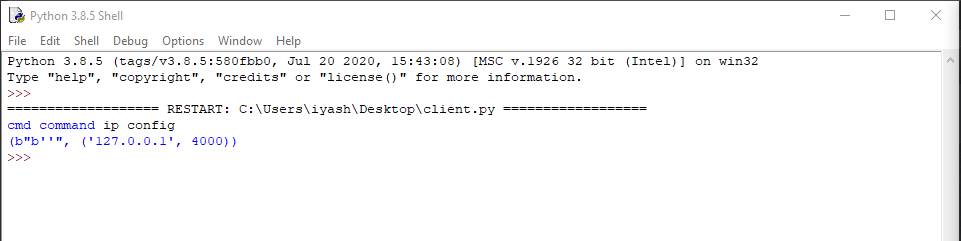 Python 3.8.5 Shell
File Edit Shell Debug Options Window Help
Python 3.8.5 (tags/v3.8.5:580fbb0, Jul 20 2020, 15:43:08) [MSC v.1926 32 bit (Intel)] on win32
Type "help", "copyright", "credits" or "license()" for more information.
>>>
=================== RESTART: C:\Users\iyash\Desktop\client.py ==================
cmd command ip config
(b"b''", ('127.0.0.1', 4000))
>>>